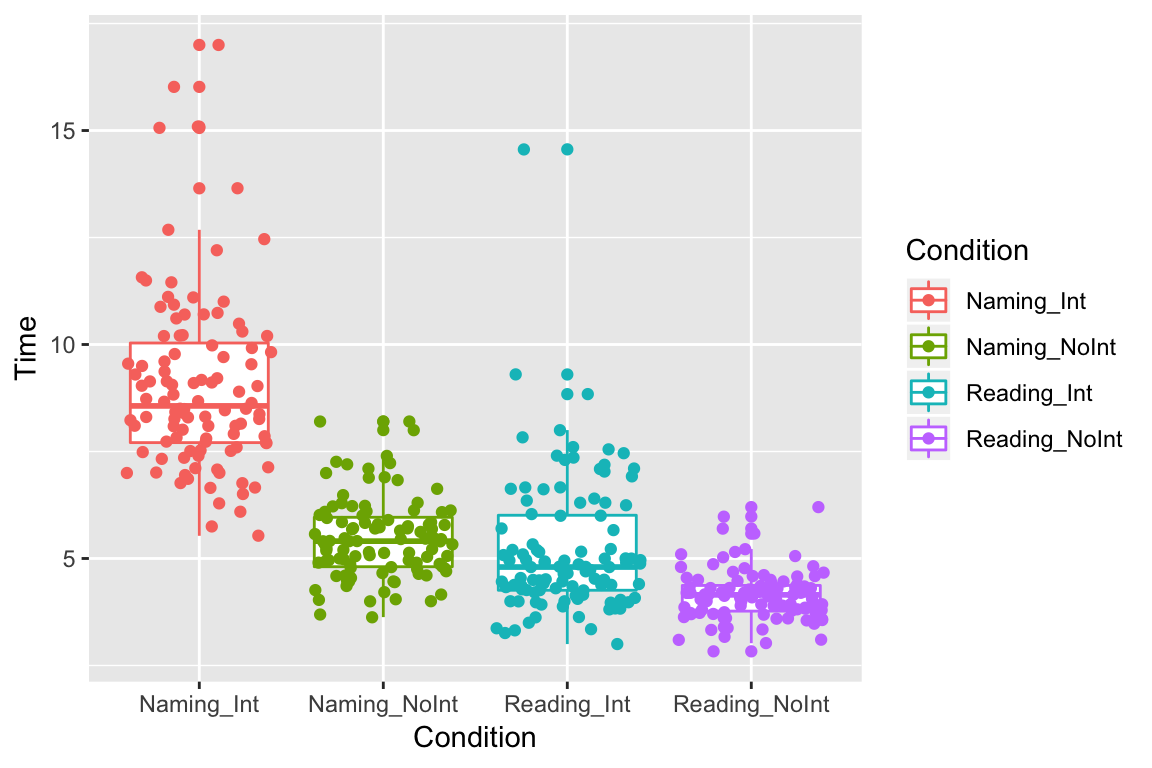 Time
15
10
5
Naming_Int Naming_NoInt Reading_Int Reading_NoInt
Condition
Condition
Naming_Int
Naming_NoInt
Reading_Int
Reading_NoInt